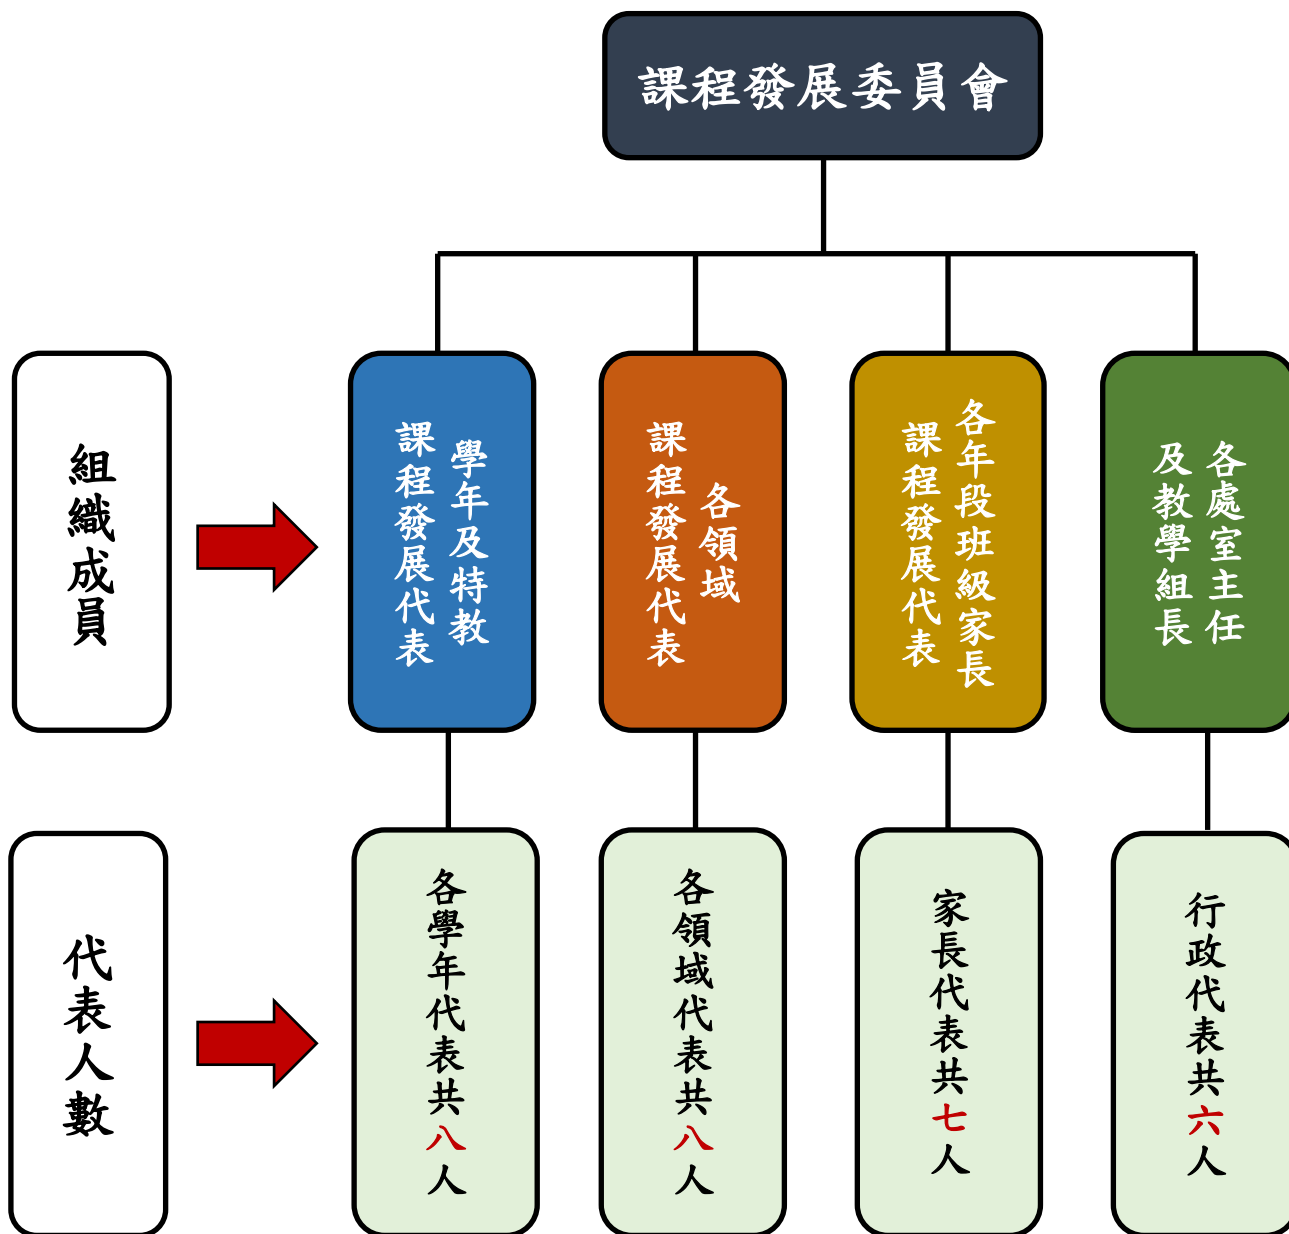 課程發展委員會
組織成員
學年及特教
課程發展代表
各領域
課程發展代表
各年段班級家長
課程發展代表
各處室主任
及教學組長
代表人數
各學年代表共八人
各領域代表共八人
家長代表共七人
行政代表共六人